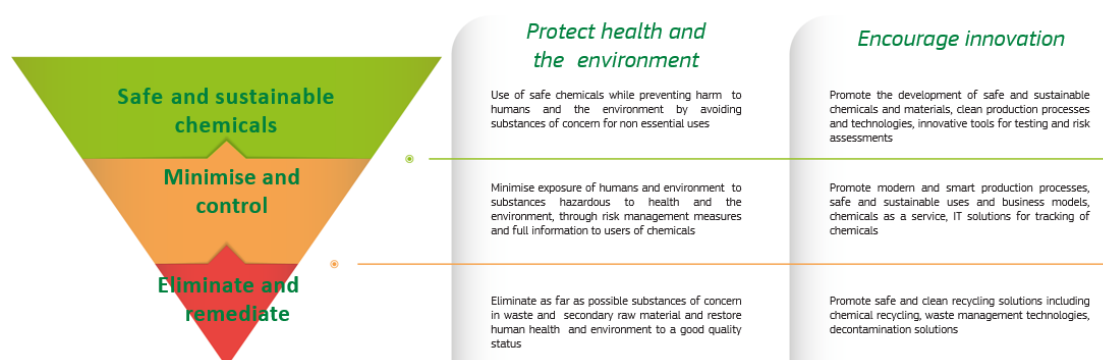 Protect health and
the environment
Encourage innovation
Safe and sustainable
chemicals
Use of safe chemicals while preventing harm to
humans and the environment by avoiding
substances of concern for non essential uses
Promote the development of safe and sustainable
chemicals and materials, clean production processes
and technologies, innovative tools for testing and risk
assessments
Minimise and
control
Minimise exposure of humans and environment to
substances hazardous to health and the
environment, through risk management measures
and full information to users of chemicals
Promote modern and smart production processes,
safe and sustainable uses and business models,
chemicals as a service, IT solutions for tracking of
chemicals
Eliminate and
remediate
Eliminate as far as possible substances of concern
in waste and secondary raw material and restore
human health and environment to a good quality
status
Promote safe and clean recycling solutions including
chemical recycling, waste management technologies,
decontamination solutions